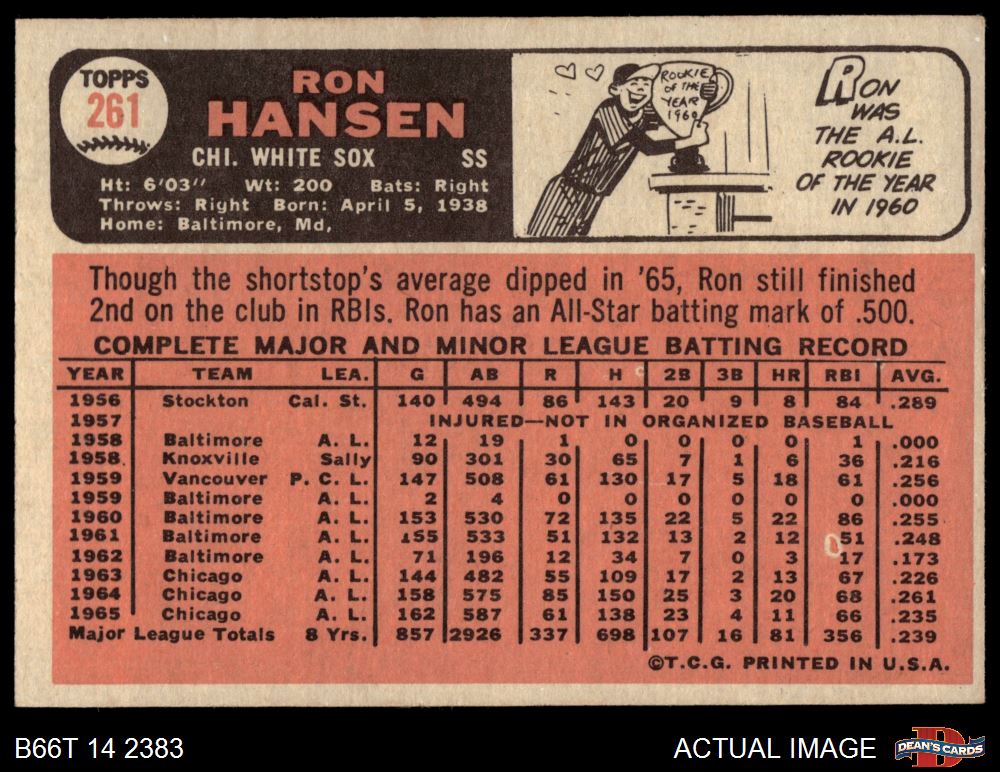 TOPPS
261
RON
HANSEN
CHI. WHITE SOX SS
Ht: 6'03" Wt: 200 Bats: Right
Throws: Right Born: April 5, 1938
Home: Baltimore, Md,
ROOKIE
OF THE
YEAR
1960
RON
WAS
THE A.L.
ROOKIE
OF THE YEAR
IN 1960
Though the shortstop's average dipped in '65, Ron still finished
2nd on the club in RBIs. Ron has an All-Star batting mark of .500.
COMPLETE MAJOR AND MINOR LEAGUE BATTING RECORD
YEAR TEAM LEA. G AB R H 2B 3B HR RBI AVG.
1956 Stockton Cal. St. 140 494 86 143 20 9 8 84 .289
1957 INJURED—NOT IN ORGANIZED BASEBALL
1958 Baltimore A. L. 12 19 1 0 0 0 0 1 .000
1958. Knoxville Sally 90 301 30 65 7 1 6 36 .216
1959 Vancouver P. C. L. 147 508 61 130 17 5 18 61 .256
1959 Baltimore A. L. 2 4 0 0 0 0 0 0 .000
1960 Baltimore A. L. 153 530 72 135 22 5 22 86 .255
1961 Baltimore A. L. 155 533 51 132 13 2 12 51 .248
1962 Baltimore A. L. 71 196 12 34 7 0 3 17 .173
1963 Chicago A. L. 144 482 55 109 17 2 13 67 .226
1964 Chicago A. L. 158 575 85 150 25 3 20 68 .261
1965 Chicago A. L. 162 587 61 138 23 4 11 66 .235
Major League Totals 8 Yrs. 857 2926 337 698 107 16 81 356 .239
©T.C.G. PRINTED IN U.S.A.
B66T 14 2383 ACTUAL IMAGE DEAN'S CARDS